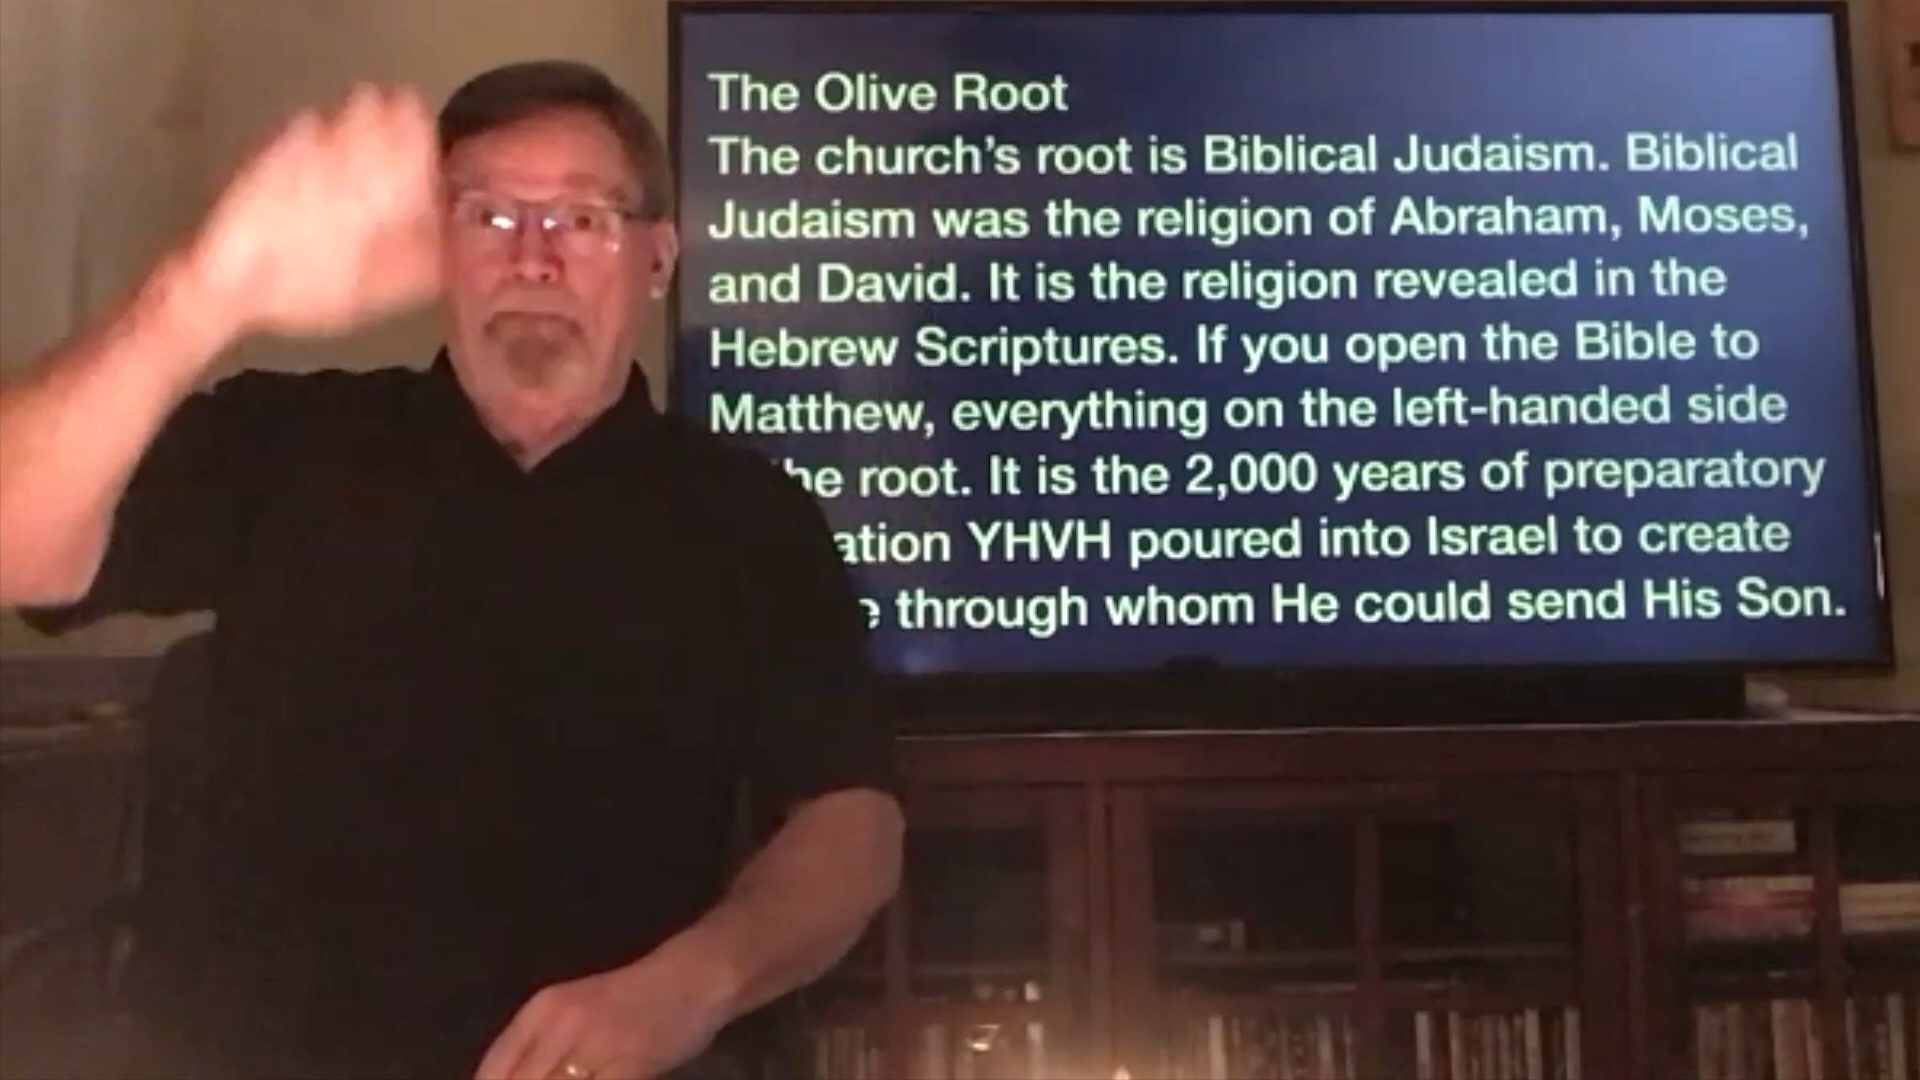 The Olive Root
The church's root is Biblical Judaism. Biblical
Judaism was the religion of Abraham, Moses,
and David. It is the religion revealed in the
Hebrew Scriptures. If you open the Bible to
Matthew, everything on the left-handed side
root. It is the 2,000 years of preparatory
YHVH poured into Israel to create
through whom He could send His Son.